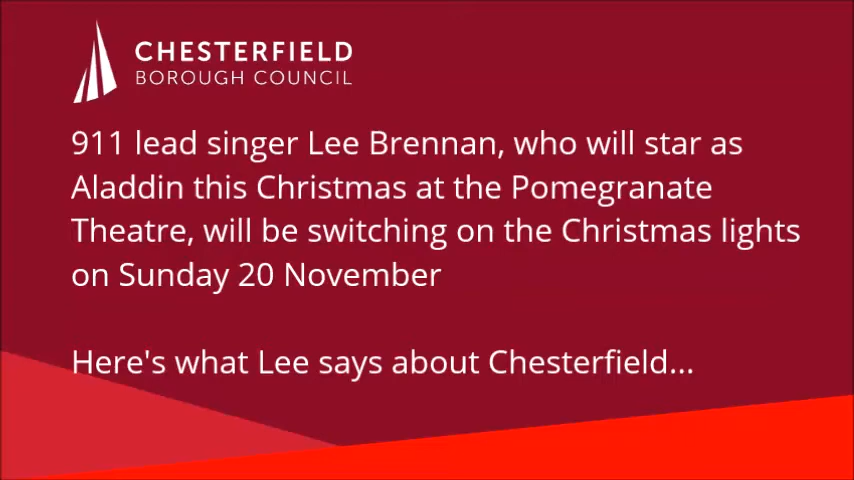 CHESTERFIELD
BOROUGH COUNCIL
911 lead singer Lee Brennan, who will star as
Aladdin this Christmas at the Pomegranate
Theatre, will be switching on the Christmas lights
on Sunday 20 November
Here's what Lee says about Chesterfield...